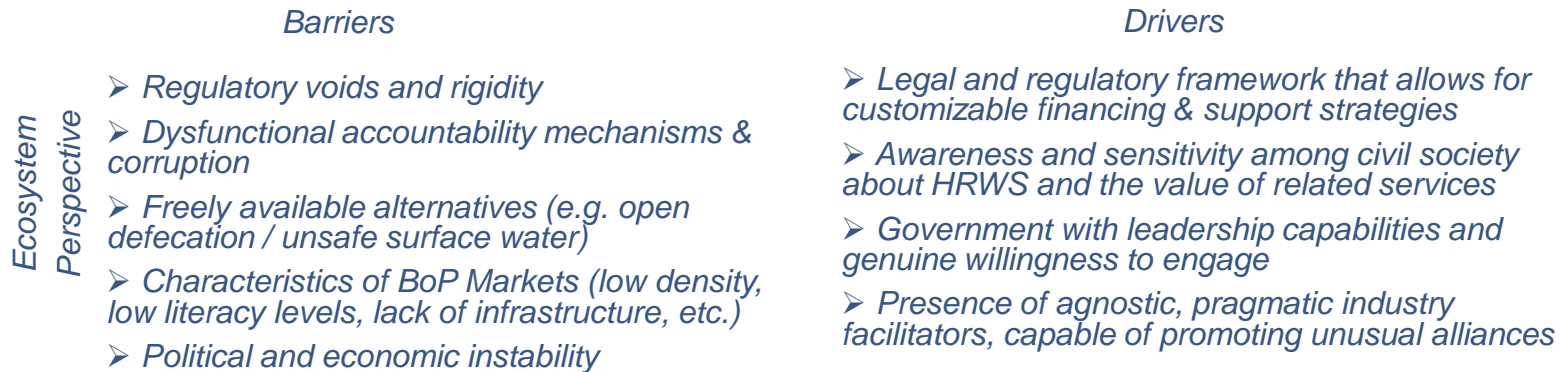 Barriers
Drivers
Ecosystem
Perspective
➢ Regulatory voids and rigidity
➢ Dysfunctional accountability mechanisms &
corruption
➢ Freely available alternatives (e.g. open
defecation / unsafe surface water)
➢ Characteristics of BoP Markets (low density,
low literacy levels, lack of infrastructure, etc.)
➢ Political and economic instability
➢ Legal and regulatory framework that allows for
customizable financing & support strategies
➢ Awareness and sensitivity among civil society
about HRWS and the value of related services
➢ Government with leadership capabilities and
genuine willingness to engage
➢ Presence of agnostic, pragmatic industry
facilitators, capable of promoting unusual alliances